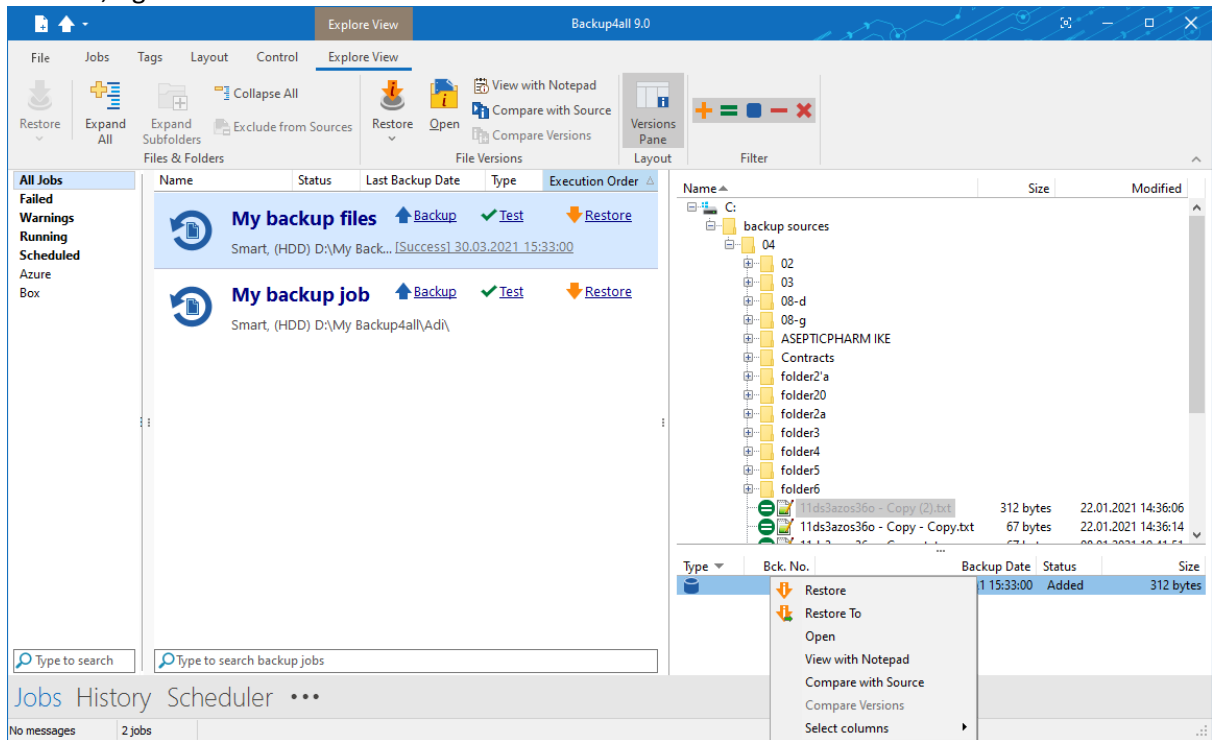 Explore View
Backup4all 9.0
File Jobs Tags Layout Control Explore View
Restore
Expand All
Expand Subfolders
Collapse All
Exclude from Sources
Files & Folders
Restore
Open
View with Notepad
Compare with Source
Compare Versions
File Versions
Versions Pane
Layout
Filter
All Jobs
Failed
Warnings
Running
Scheduled
Azure
Box
Type to search
Name Status Last Backup Date Type Execution Order
My backup files Backup Test Restore
Smart, (HDD) D:\My Back... [Success] 30.03.2021 15:33:00
My backup job Backup Test Restore
Smart, (HDD) D:\My Backup4all\Adi\
Type to search backup jobs
Name Size Modified
C:
backup sources
04
02
03
08-d
08-g
ASEPTICPHARM IKE
Contracts
folder2'a
folder20
folder2a
folder3
folder4
folder5
folder6
11ds3azos36o - Copy (2).txt 312 bytes 22.01.2021 14:36:06
11ds3azos36o - Copy - Copy.txt 67 bytes 22.01.2021 14:36:14
Type Bck. No. Backup Date Status Size
1 15:33:00 Added 312 bytes
Restore
Restore To
Open
View with Notepad
Compare with Source
Compare Versions
Select columns
Jobs History Scheduler •••
No messages 2 jobs